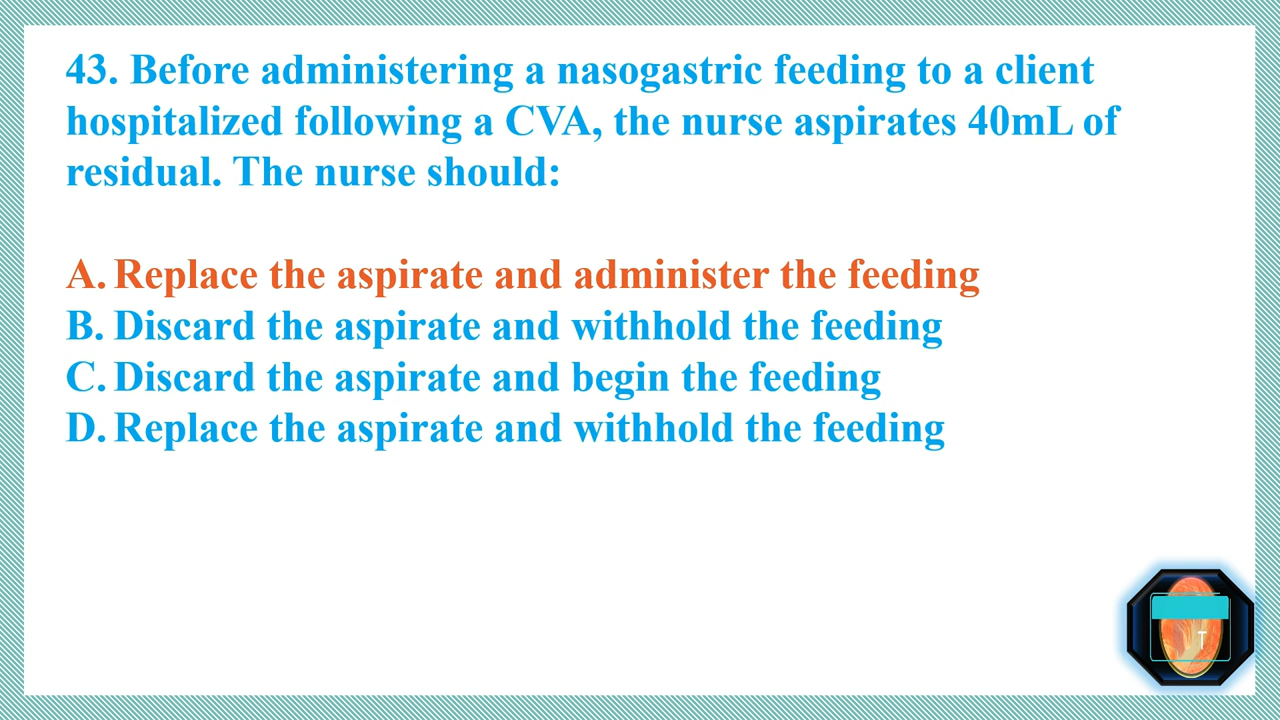 43. Before administering a nasogastric feeding to a client
hospitalized following a CVA, the nurse aspirates 40mL of
residual. The nurse should:
A. Replace the aspirate and administer the feeding
B. Discard the aspirate and withhold the feeding
C. Discard the aspirate and begin the feeding
D. Replace the aspirate and withhold the feeding
T